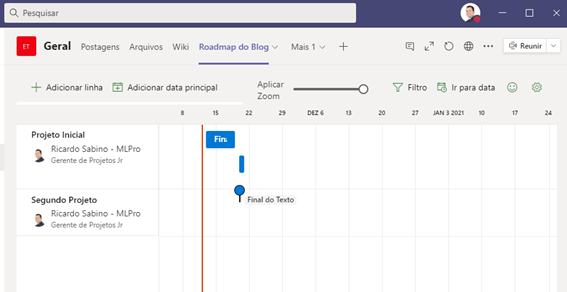 Pesquisar
ET Geral Postagens Arquivos Wiki Roadmap do Blog Mais 1 Reunir
Adicionar linha Adicionar data principal Aplicar Zoom Filtro Ir para data
8 15 22 29 DEZ 6 13 20 27 JAN 3 2021 10 17 24
Projeto Inicial
Ricardo Sabino - MLPro
Gerente de Projetos Jr
Segundo Projeto
Final do Texto
Ricardo Sabino - MLPro
Gerente de Projetos Jr